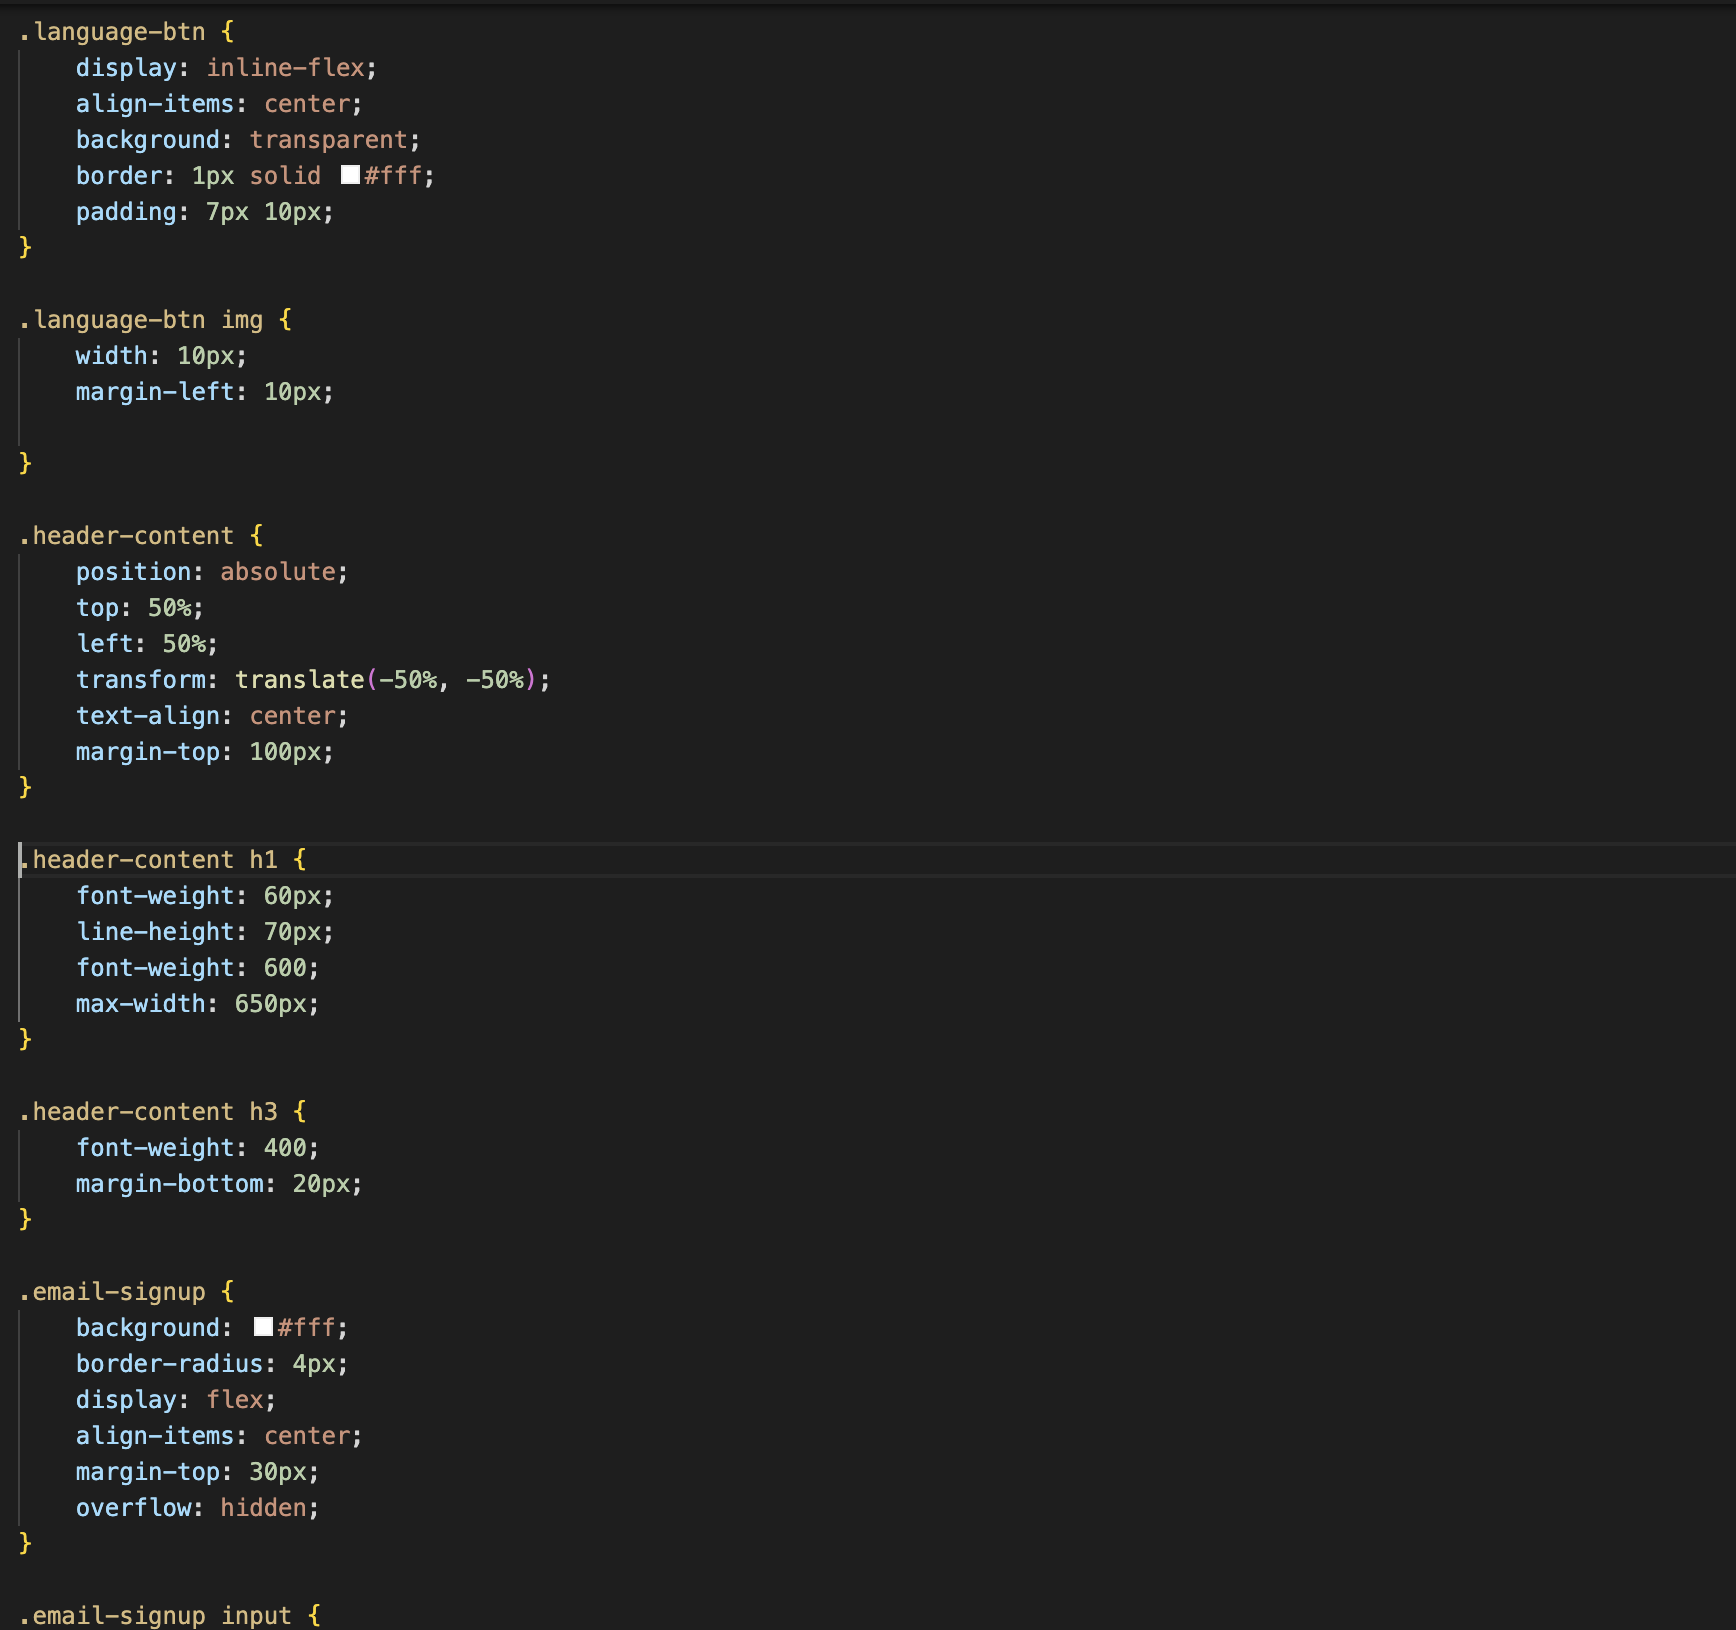 .language-btn {
    display: inline-flex;
    align-items: center;
    background: transparent;
    border: 1px solid #fff;
    padding: 7px 10px;
}

.language-btn img {
    width: 10px;
    margin-left: 10px;

}

.header-content {
    position: absolute;
    top: 50%;
    left: 50%;
    transform: translate(-50%, -50%);
    text-align: center;
    margin-top: 100px;
}

.header-content h1 {
    font-weight: 60px;
    line-height: 70px;
    font-weight: 600;
    max-width: 650px;
}

.header-content h3 {
    font-weight: 400;
    margin-bottom: 20px;
}

.email-signup {
    background: #fff;
    border-radius: 4px;
    display: flex;
    align-items: center;
    margin-top: 30px;
    overflow: hidden;
}

.email-signup input {